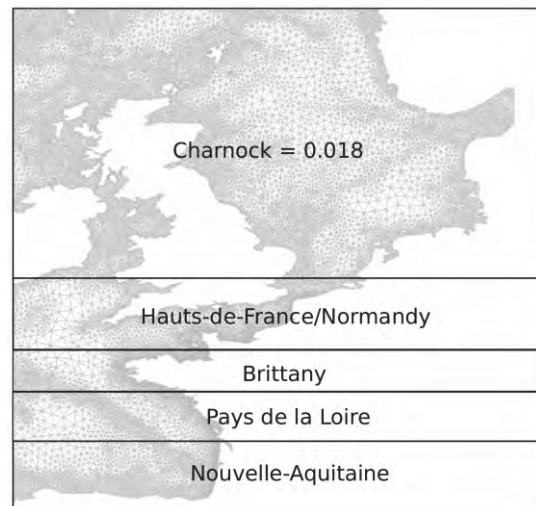 Charnock = 0.018
Hauts-de-France/Normandy
Brittany
Pays de la Loire
Nouvelle-Aquitaine